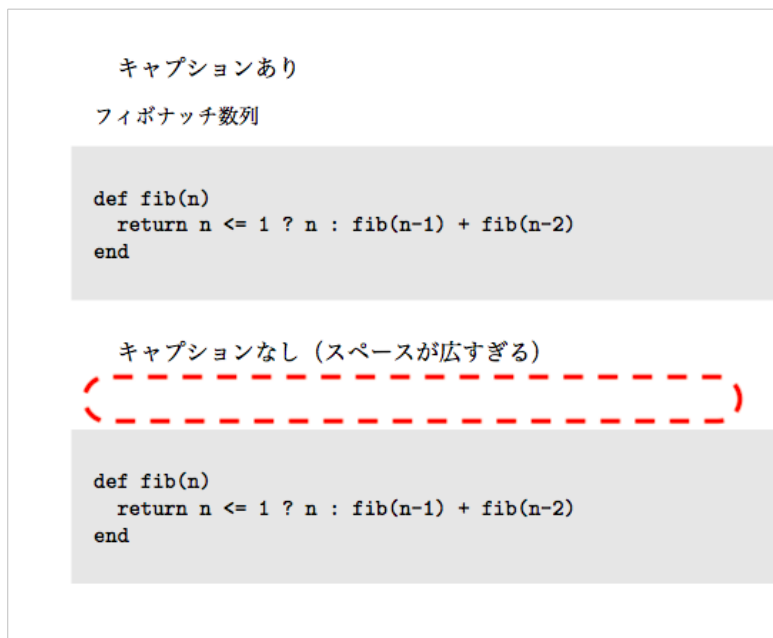 キャプションあり
フィボナッチ数列
def fib(n)
  return n <= 1 ? n : fib(n-1) + fib(n-2)
end
キャプションなし（スペースが広すぎる）
def fib(n)
  return n <= 1 ? n : fib(n-1) + fib(n-2)
end